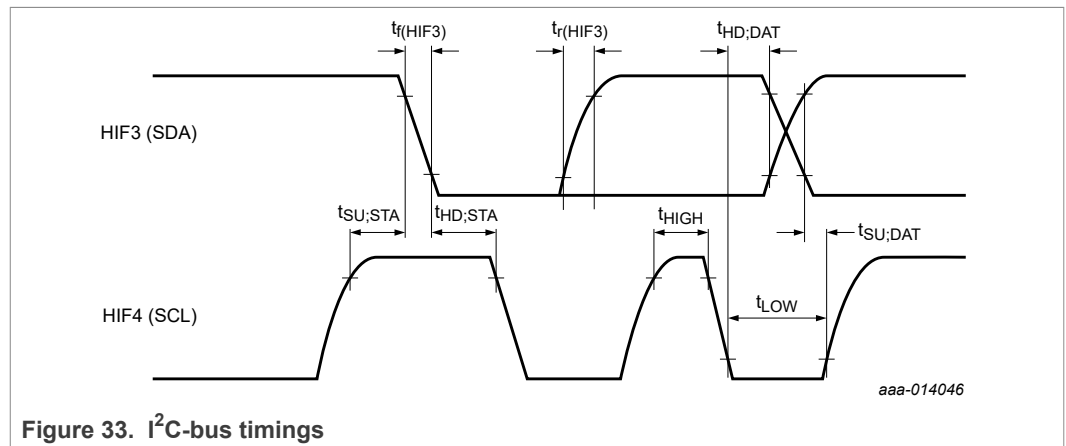 tf(HIF3) tr(HIF3) tHD;DAT
HIF3 (SDA)
tSU;STA tHD;STA tHIGH tSU;DAT
tLOW
HIF4 (SCL)
aaa-014046
Figure 33. I²C-bus timings